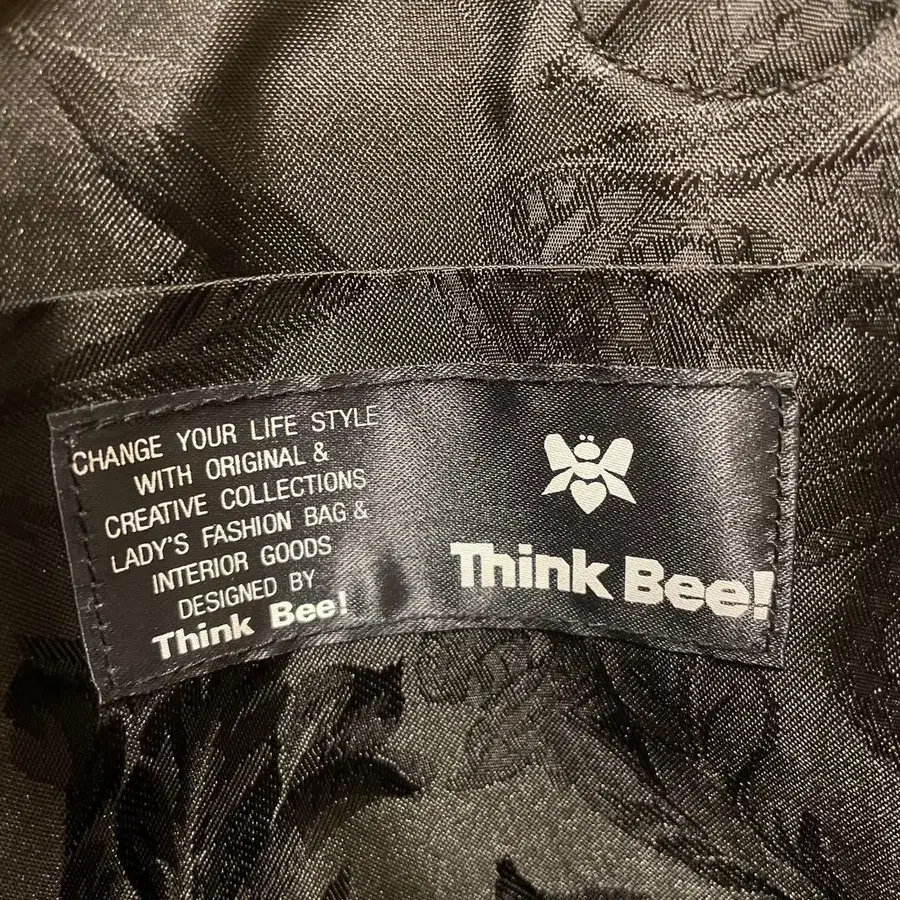 CHANGE YOUR LIFE STYLE
WITH ORIGINAL &
CREATIVE COLLECTIONS
LADY'S FASHION BAG &
INTERIOR GOODS
DESIGNED BY
Think Bee!
Think Bee!